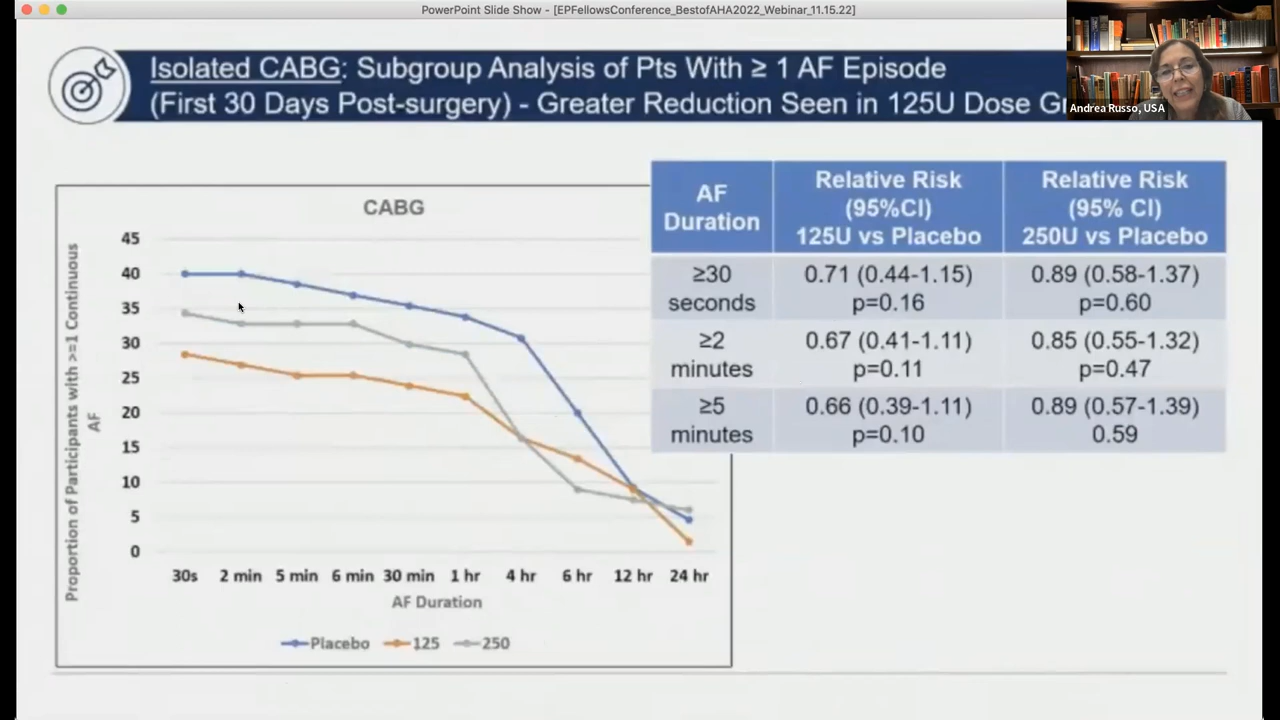 PowerPoint Slide Show - [EPFellowsConference_BestofAHA2022_Webinar_11.15.22]
Isolated CABG: Subgroup Analysis of Pts With ≥ 1 AF Episode
(First 30 Days Post-surgery) - Greater Reduction Seen in 125U Dose G
Andrea Russo, USA
CABG
Proportion of Participants with >=1 Continuous
AF
45
40
35
30
25
20
15
10
5
0
30s 2 min 5 min 6 min 30 min 1 hr 4 hr 6 hr 12 hr 24 hr
AF Duration
Placebo 125 250
AF
Duration
Relative Risk
(95%CI)
125U vs Placebo
Relative Risk
(95% CI)
250U vs Placebo
≥30
seconds
0.71 (0.44-1.15)
p=0.16
0.89 (0.58-1.37)
p=0.60
≥2
minutes
0.67 (0.41-1.11)
p=0.11
0.85 (0.55-1.32)
p=0.47
≥5
minutes
0.66 (0.39-1.11)
p=0.10
0.89 (0.57-1.39)
0.59